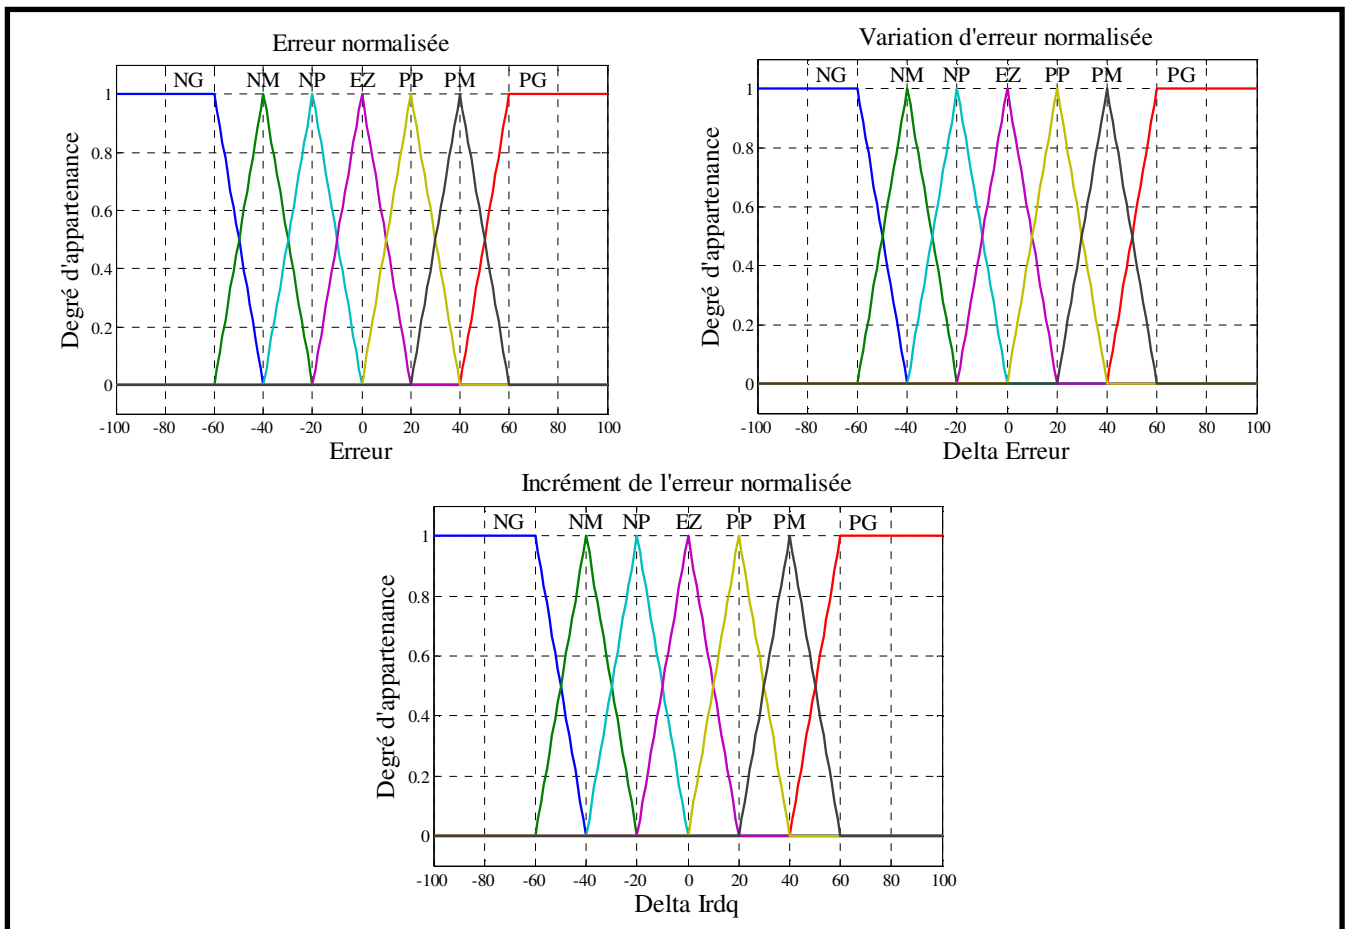 Erreur normalisée
NG NM NP EZ PP PM PG
1
0.8
0.6
0.4
0.2
0
Degré d'appartenance
-100 -80 -60 -40 -20 0 20 40 60 80 100
Erreur
Variation d'erreur normalisée
NG NM NP EZ PP PM PG
1
0.8
0.6
0.4
0.2
0
Degré d'appartenance
-100 -80 -60 -40 -20 0 20 40 60 80 100
Delta Erreur
Incrément de l'erreur normalisée
NG NM NP EZ PP PM PG
1
0.8
0.6
0.4
0.2
0
Degré d'appartenance
-100 -80 -60 -40 -20 0 20 40 60 80 100
Delta Irdq